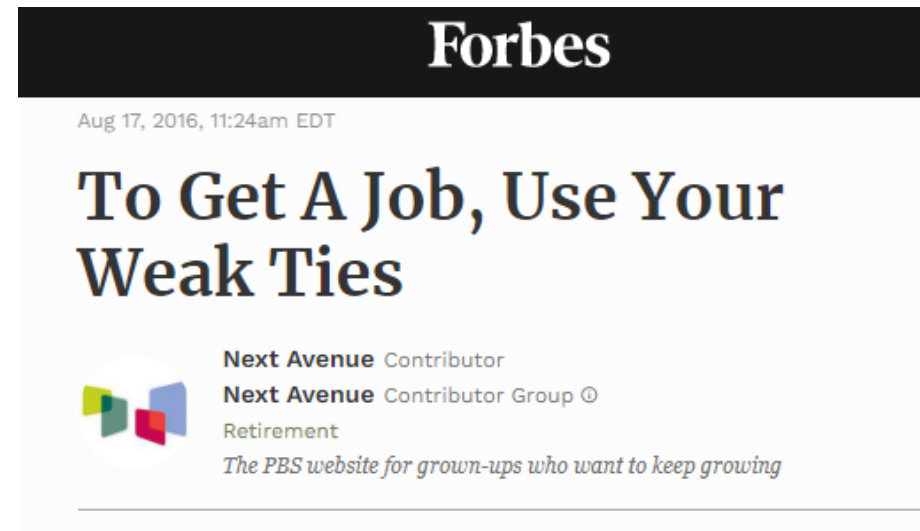 Forbes
Aug 17, 2016, 11:24am EDT
To Get A Job, Use Your
Weak Ties
Next Avenue Contributor
Next Avenue Contributor Group
Retirement
The PBS website for grown-ups who want to keep growing